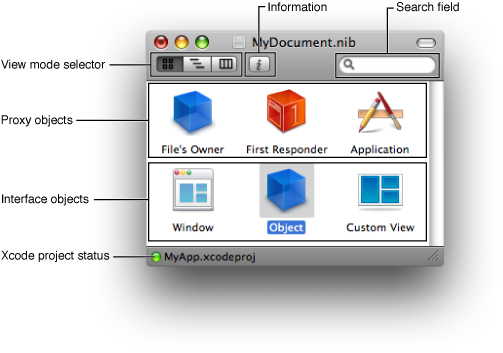 Information
Search field
MyDocument.nib
View mode selector
i
Proxy objects
File's Owner
First Responder
Application
Interface objects
Window
Object
Custom View
Xcode project status
MyApp.xcodeproj